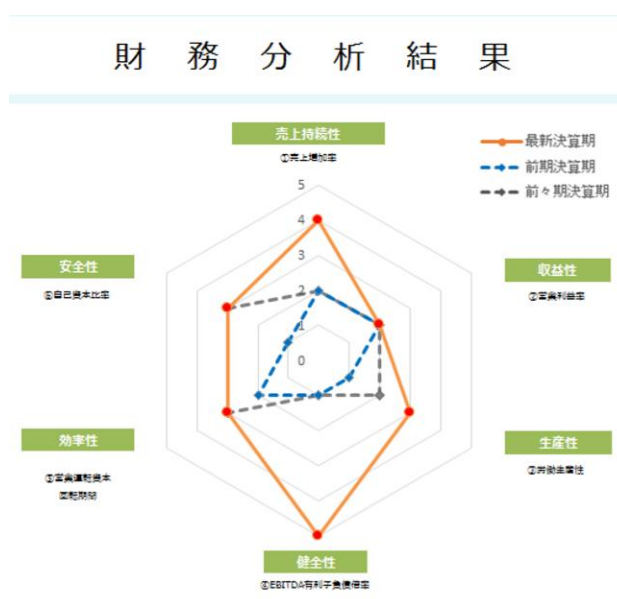 財務分析結果
売上持続性
①売上増加率
最新決算期
前期決算期
前々期決算期
5
4
3
2
1
0
安全性
⑥自己資本比率
収益性
②営業利益率
効率性
⑤営業運転資本
回転期間
生産性
③労働生産性
健全性
④EBITDA有利子負債倍率